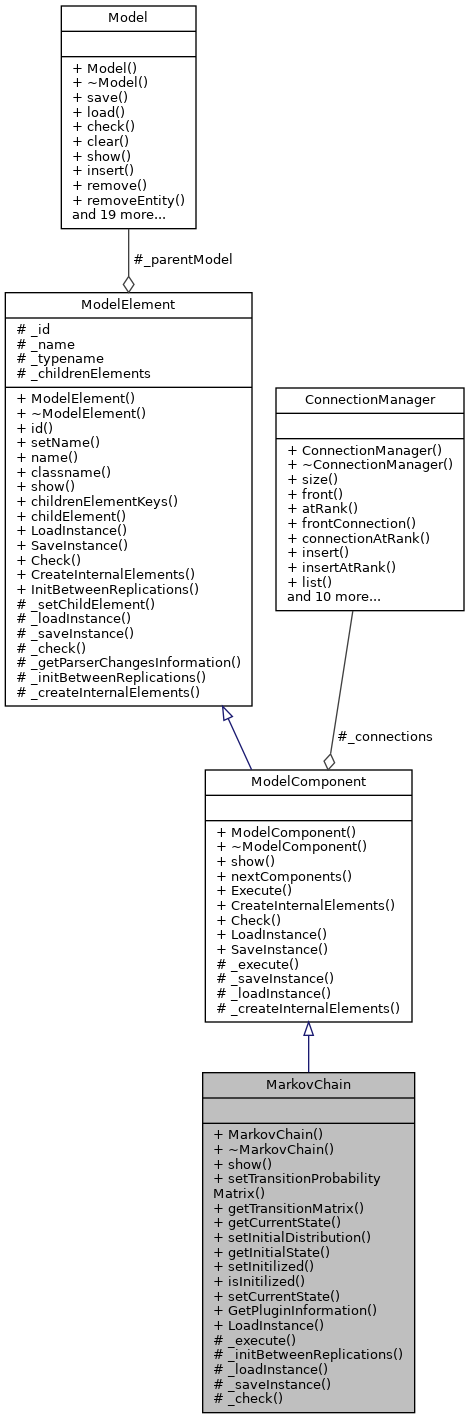 Model
+ Model()
+ ~Model()
+ save()
+ load()
+ check()
+ clear()
+ show()
+ insert()
+ remove()
+ removeEntity()
and 19 more...
#_parentModel
ModelElement
# _id
# _name
# _typename
# _childrenElements
+ ModelElement()
+ ~ModelElement()
+ id()
+ setName()
+ name()
+ classname()
+ show()
+ childrenElementKeys()
+ childElement()
+ LoadInstance()
+ SaveInstance()
+ Check()
+ CreateInternalElements()
+ InitBetweenReplications()
# _setChildElement()
# _loadInstance()
# _saveInstance()
# _check()
# _getParserChangesInformation()
# _initBetweenReplications()
# _createInternalElements()
ConnectionManager
+ ConnectionManager()
+ ~ConnectionManager()
+ size()
+ front()
+ atRank()
+ frontConnection()
+ connectionAtRank()
+ insert()
+ insertAtRank()
+ list()
and 10 more...
#_connections
ModelComponent
+ ModelComponent()
+ ~ModelComponent()
+ show()
+ nextComponents()
+ Execute()
+ CreateInternalElements()
+ Check()
+ LoadInstance()
+ SaveInstance()
# _execute()
# _saveInstance()
# _loadInstance()
# _createInternalElements()
MarkovChain
+ MarkovChain()
+ ~MarkovChain()
+ show()
+ setTransitionProbability
Matrix()
+ getTransitionMatrix()
+ getCurrentState()
+ setInitialDistribution()
+ getInitialState()
+ setInitilized()
+ isInitilized()
+ setCurrentState()
+ GetPluginInformation()
+ LoadInstance()
# _execute()
# _initBetweenReplications()
# _loadInstance()
# _saveInstance()
# _check()